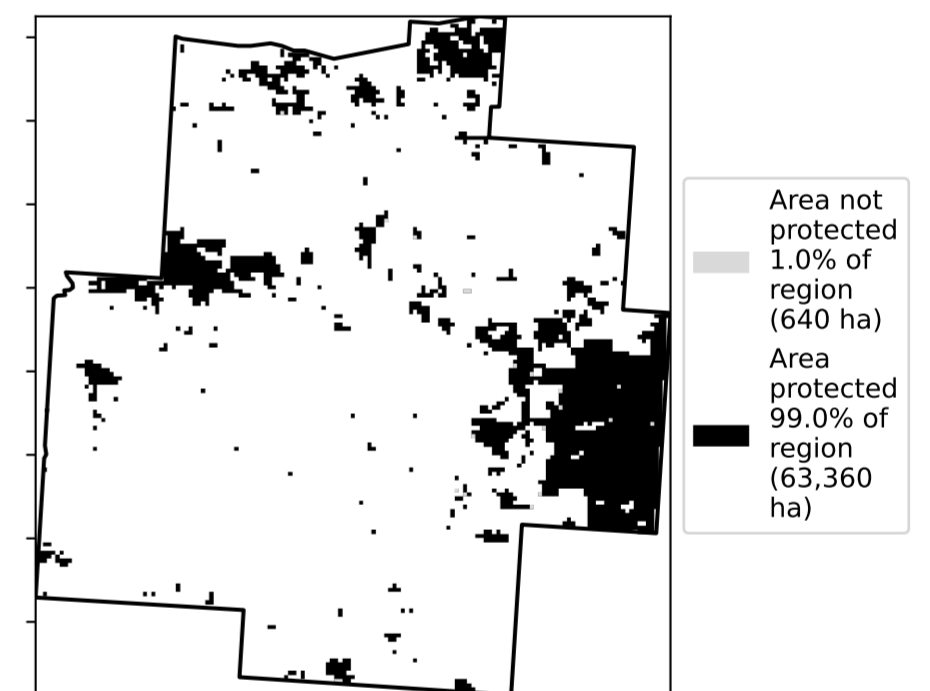 Area not
protected
1.0% of
region
(640 ha)
Area
protected
99.0% of
region
(63,360
ha)